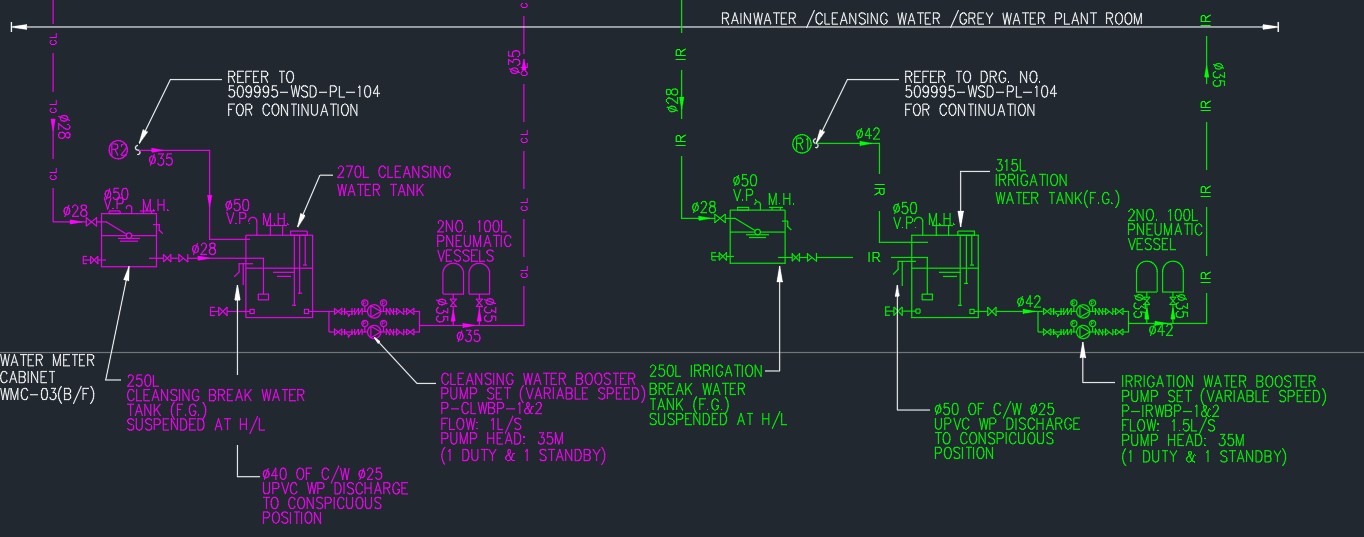 RAINWATER /CLEANSING WATER /GREY WATER PLANT ROOM
CL
CL
Ø28
CL
REFER TO
509995-WSD-PL-104
FOR CONTINUATION
R2
Ø35
Ø50
V.P.
M.H.
Ø28
Ø28
Ø50
V.P.
M.H.
270L CLEANSING
WATER TANK
2NO. 100L
PNEUMATIC
VESSELS
Ø35
Ø35
Ø35
C
Ø35
CL
CL
CL
WATER METER
CABINET
WMC-03(B/F)
250L
CLEANSING BREAK WATER
TANK (F.G.)
SUSPENDED AT H/L
Ø40 OF C/W Ø25
UPVC WP DISCHARGE
TO CONSPICUOUS
POSITION
CLEANSING WATER BOOSTER
PUMP SET (VARIABLE SPEED)
P-CLWBP-1&2
FLOW: 1L/S
PUMP HEAD: 35M
(1 DUTY & 1 STANDBY)
IR
Ø28
IR
REFER TO DRG. NO.
509995-WSD-PL-104
FOR CONTINUATION
R1
Ø42
IR
Ø50
V.P.
M.H.
Ø28
IR
Ø50
V.P.
M.H.
315L
IRRIGATION
WATER TANK(F.G.)
2NO. 100L
PNEUMATIC
VESSEL
Ø42
Ø35
Ø35
Ø42
IR
Ø35
IR
IR
IR
250L IRRIGATION
BREAK WATER
TANK (F.G.)
SUSPENDED AT H/L
Ø50 OF C/W Ø25
UPVC WP DISCHARGE
TO CONSPICUOUS
POSITION
IRRIGATION WATER BOOSTER
PUMP SET (VARIABLE SPEED)
P-IRWBP-1&2
FLOW: 1.5L/S
PUMP HEAD: 35M
(1 DUTY & 1 STANDBY)